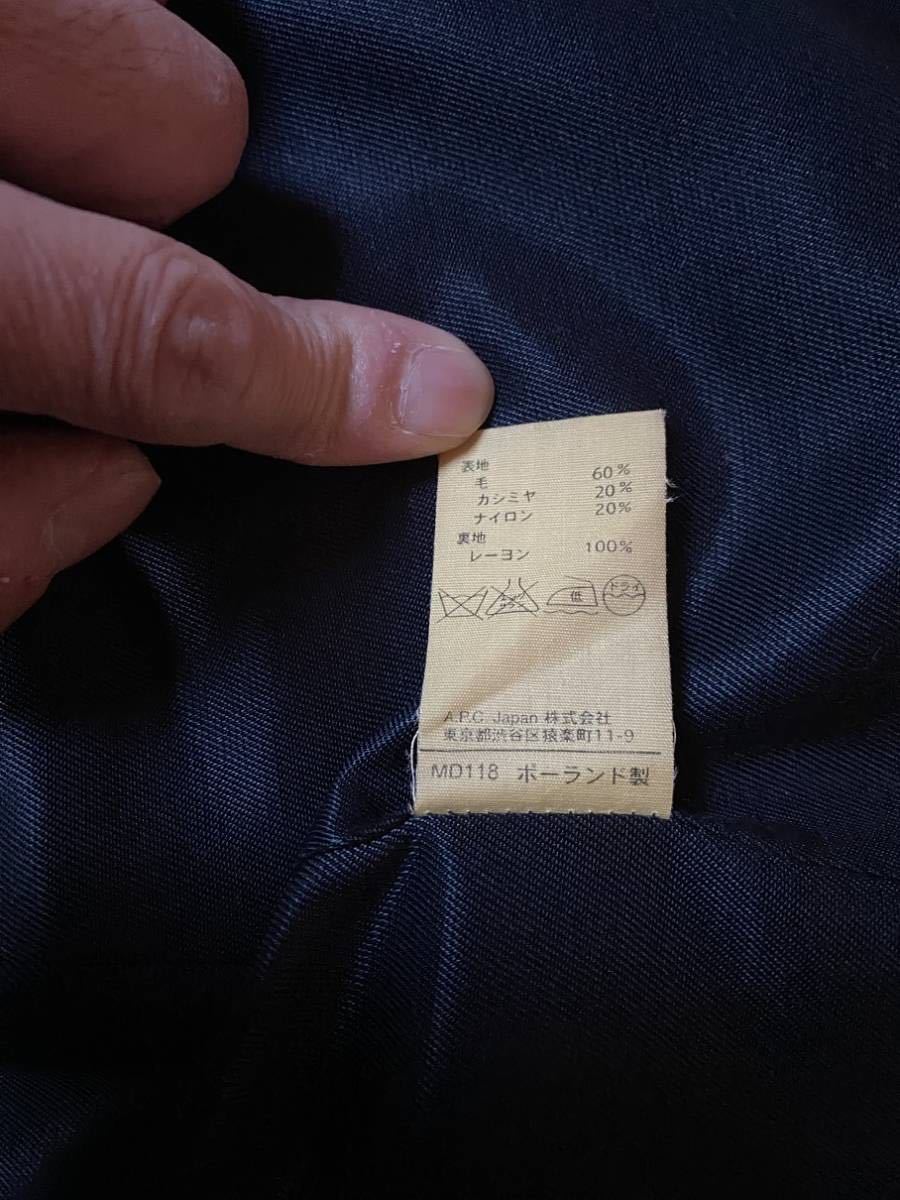 表地
毛 60%
カシミヤ 20%
ナイロン 20%
裏地
レーヨン 100%
低 ドライ
A.P.C. Japan 株式会社
東京都渋谷区猿楽町11-9
MD118 ポーランド製